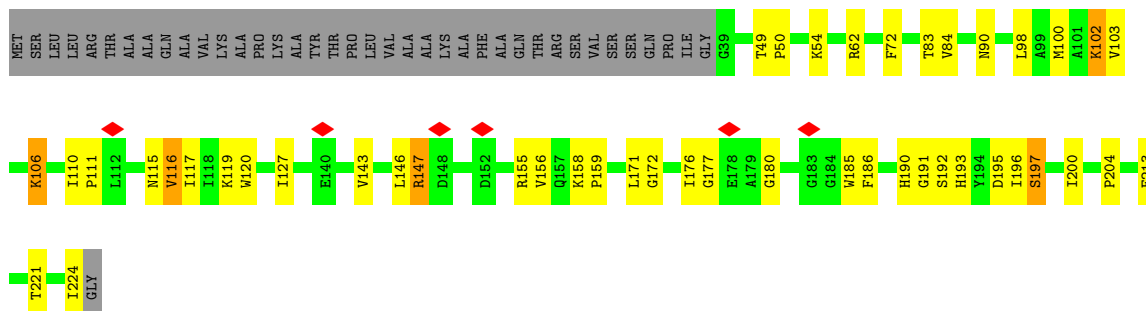 MET SER LEU LEU ARG THR ALA ALA GLN ALA VAL LYS ALA PRO LYS ALA TYR THR PRO LEU VAL ALA ALA LYS ALA PHE ALA GLN THR ARG SER VAL SER SER GLN PRO ILE GLY G39 T49 P50 K54 R62 F72 T83 V84 N90 L98 A99 M100 A101 K102 V103
K106 I110 P111 L112 N115 V116 I117 I118 K119 W120 I127 E140 V143 L146 R147 D148 D152 R155 V156 Q157 K158 P159 L171 G172 I176 G177 E178 A179 G180 G183 G184 W185 F186 H190 G191 S192 H193 Y194 D195 I196 S197 I200 P204
T221 I224 GLY